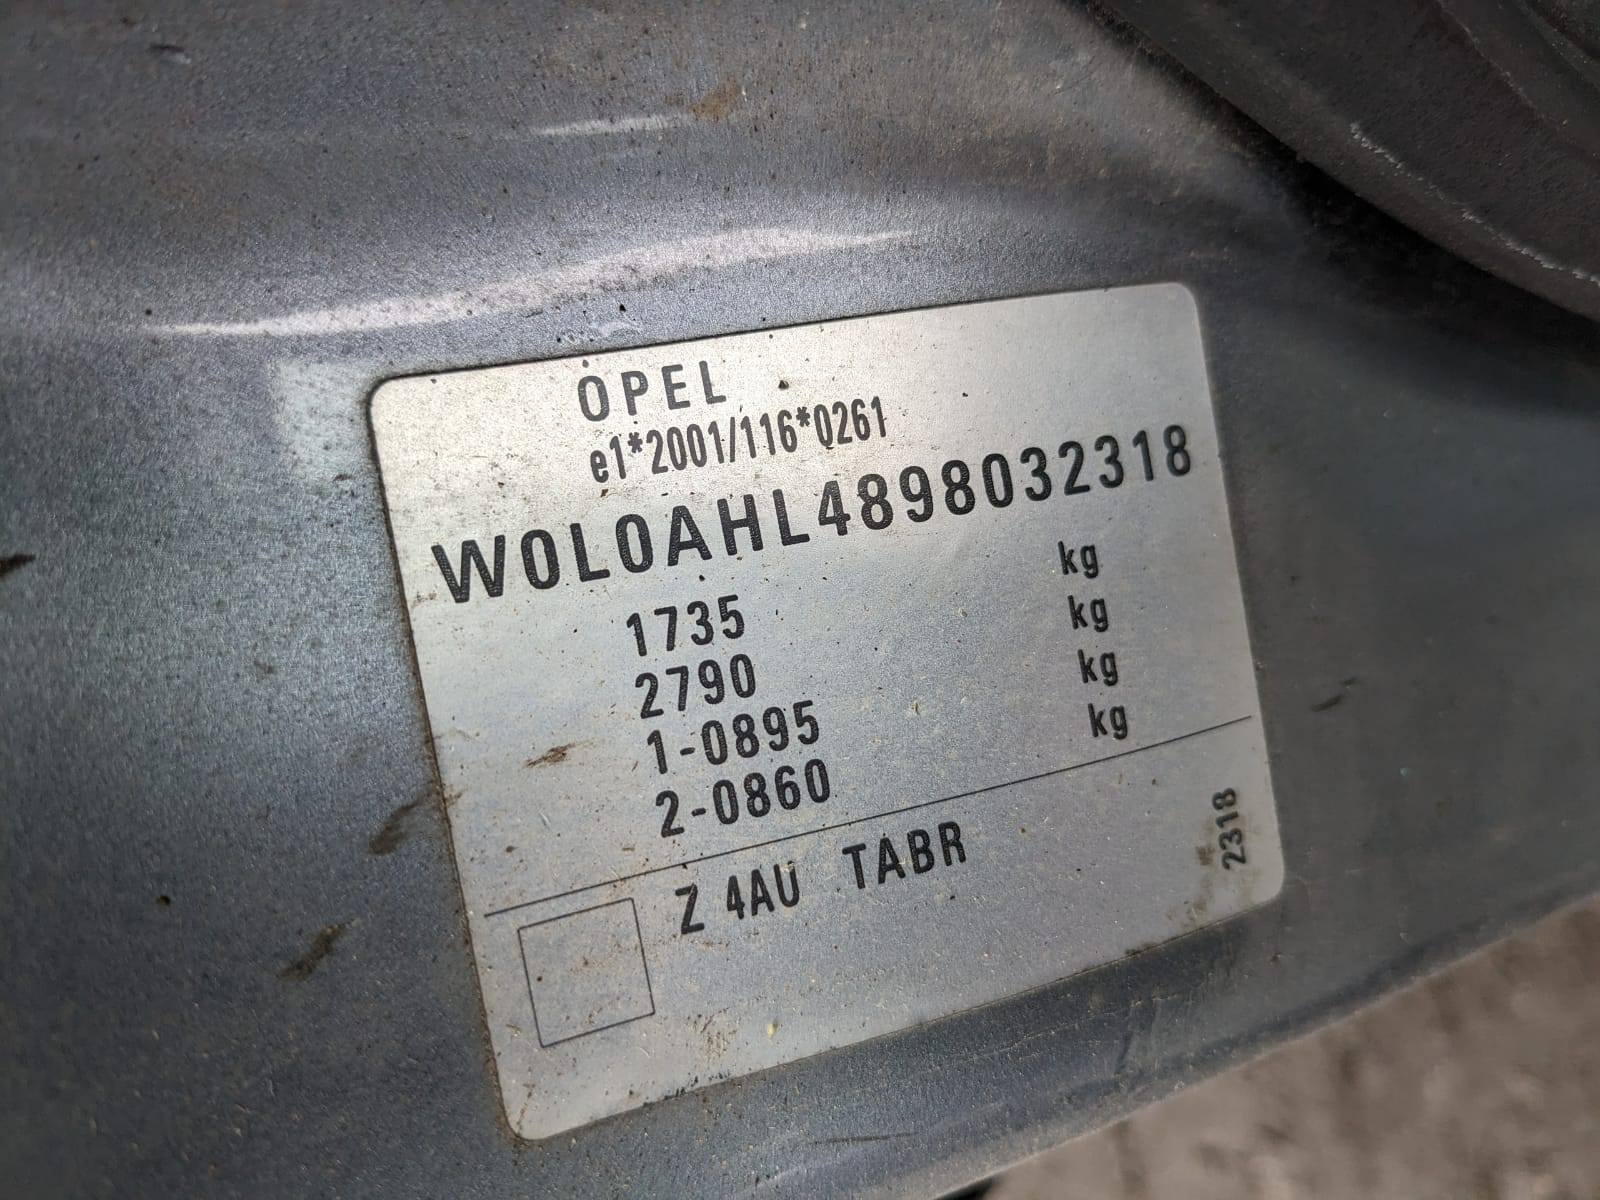 OPEL
e1*2001/116*0261
W0L0AHL4898032318
1735 kg
2790 kg
1-0895 kg
2-0860 kg
Z 4AU TABR
2318